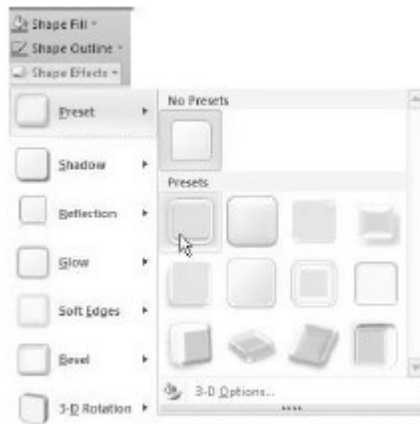 Shape Fill
Shape Outline
Shape Effects
Preset
Shadow
Reflection
Glow
Soft Edges
Bevel
3-D Rotation
No Presets
Presets
3-D Options...